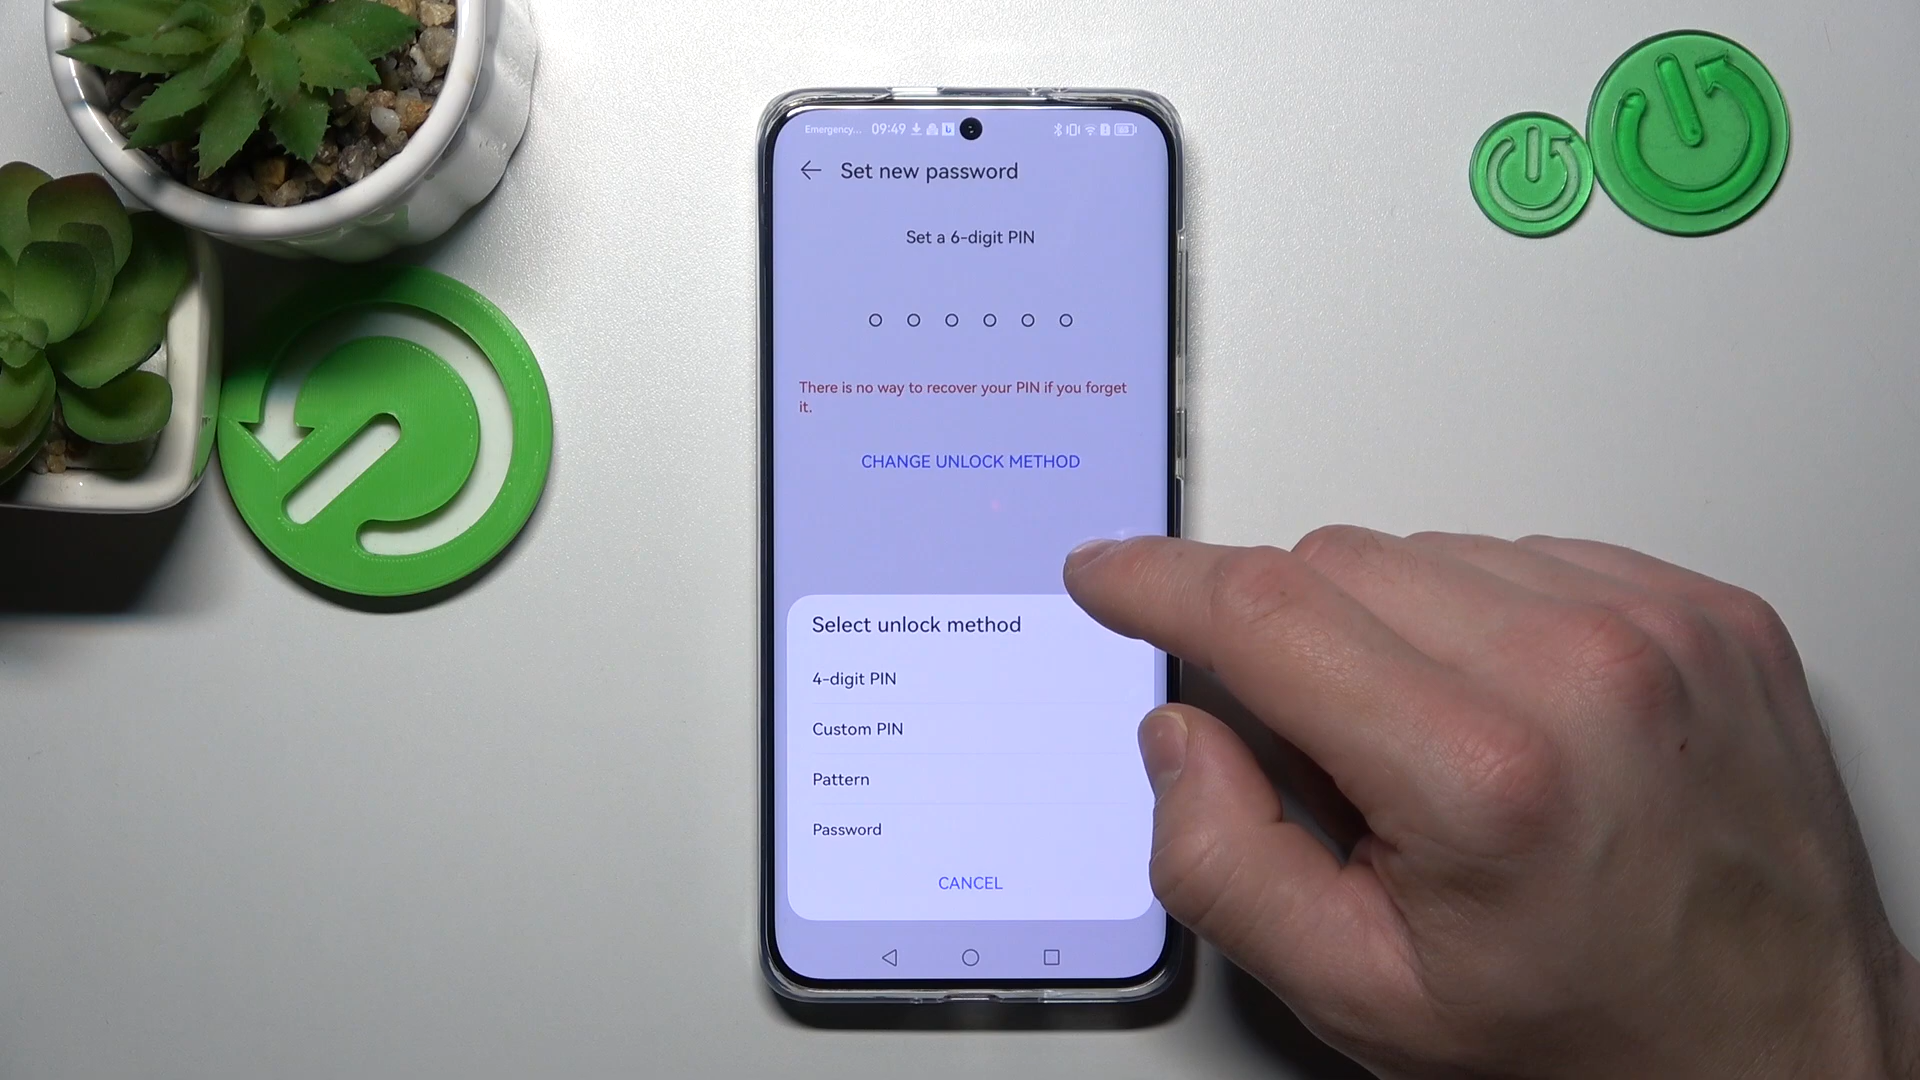 Emergency... 09:49
Set new password
Set a 6-digit PIN
There is no way to recover your PIN if you forget
it.
CHANGE UNLOCK METHOD
Select unlock method
4-digit PIN
Custom PIN
Pattern
Password
CANCEL